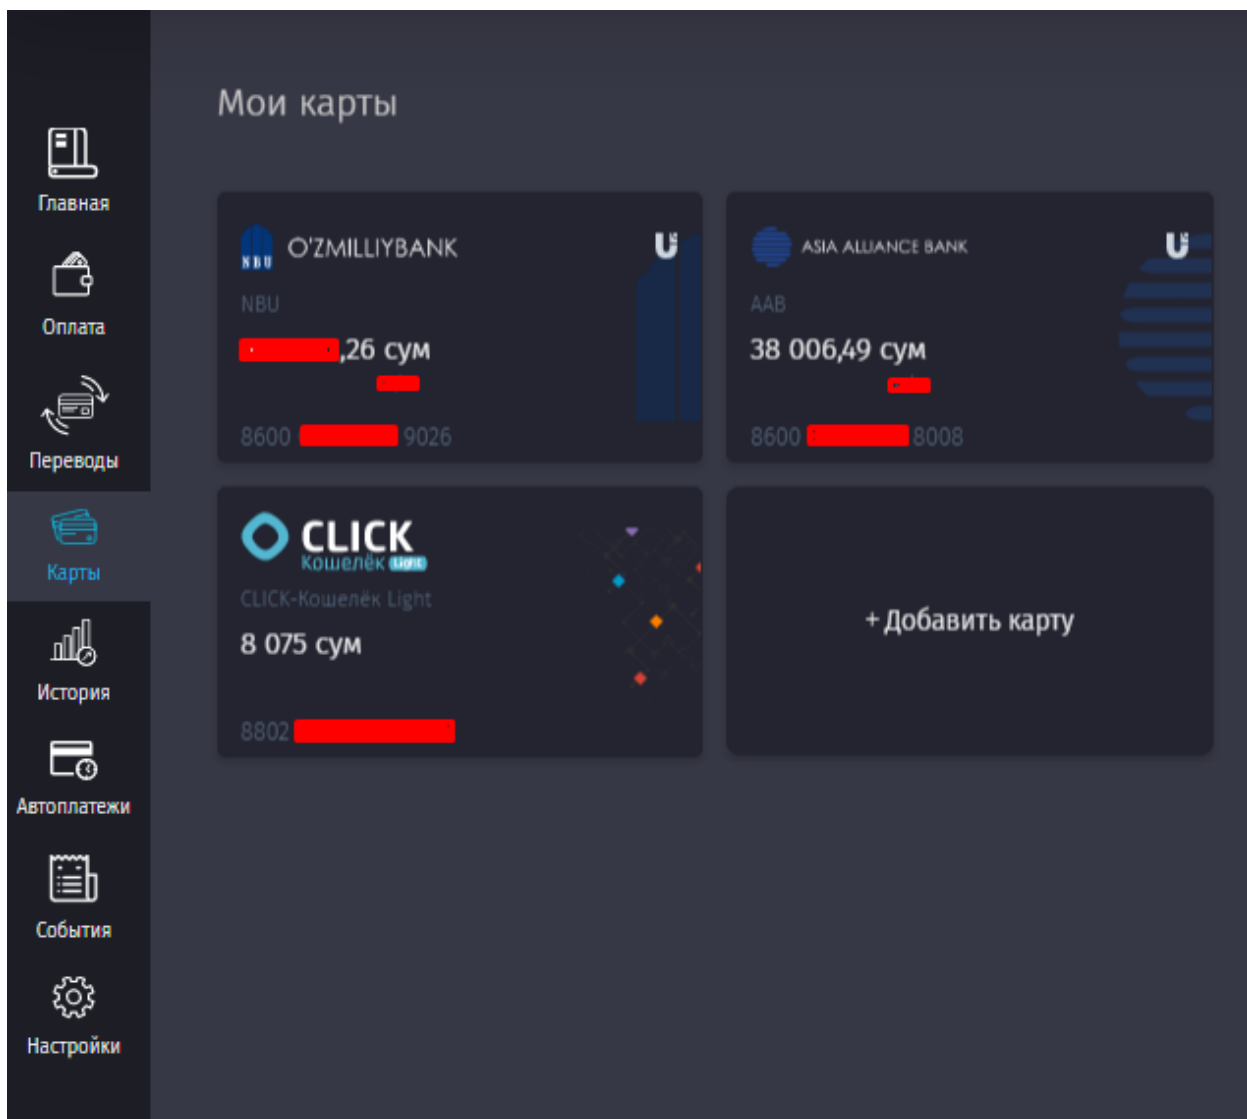 Мои карты
Главная
Оплата
Переводы
Карты
История
Автоплатежи
События
Настройки
NBU
O'ZMILLIYBANK
NBU
,26 сум
8600 9026
ASIA ALLIANCE BANK
AAB
38 006,49 сум
8600 8008
CLICK
Кошелёк Light
CLICK-Кошелёк Light
8 075 сум
8802
+ Добавить карту